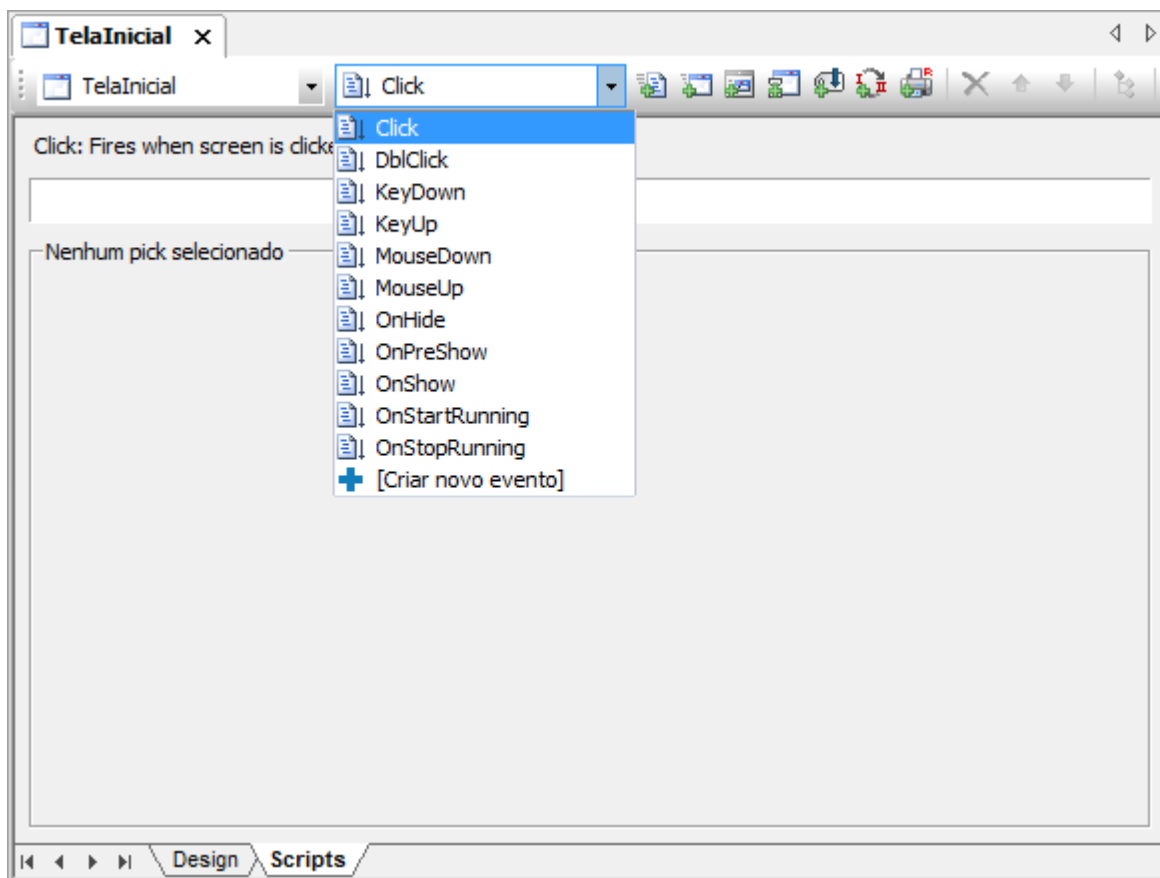 TelaInicial
TelaInicial
Click
Click: Fires when screen is clicke
Click
DblClick
KeyDown
KeyUp
MouseDown
MouseUp
OnHide
OnPreShow
OnShow
OnStartRunning
OnStopRunning
[Criar novo evento]
Nenhum pick selecionado
Design
Scripts